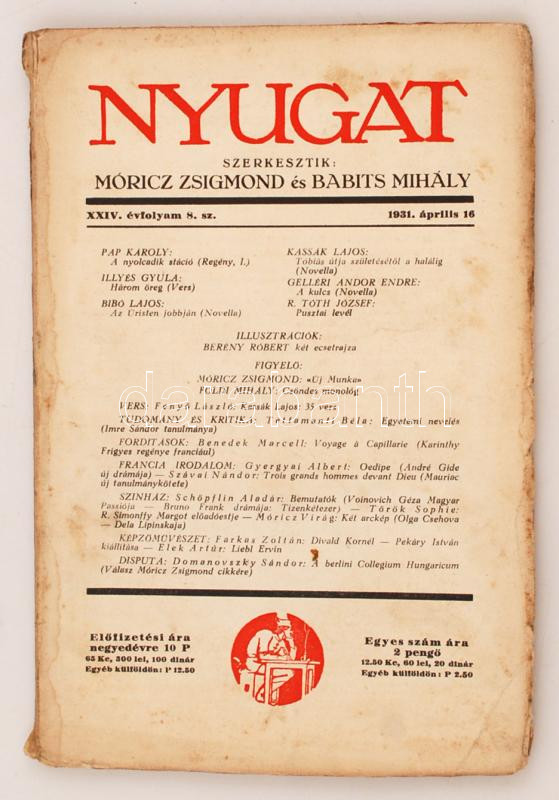 NYUGAT
SZERKESZTIK:
MÓRICZ ZSIGMOND és BABITS MIHÁLY
XXIV. évfolyam 8. sz. 1931. április 16
PAP KÁROLY:
A nyolcadik stáció (Regény, I.)
ILLYÉS GYULA:
Három öreg (Vers)
BIBÓ LAJOS:
Az Úristen jobbján (Novella)
KASSÁK LAJOS:
Tóbiás útja születésétől a haláláig
(Novella)
GELLÉRI ANDOR ENDRE:
A kulcs (Novella)
R. TÓTH JÓZSEF:
Pusztai levél
ILLUSZTRÁCIÓK:
BERÉNY RÓBERT két ecsetrajza
FIGYELŐ:
MÓRICZ ZSIGMOND: «Új Munka»
FÖLDI MIHÁLY: Csöndes monológ
VERS: Fenyő László: Kassák Lajos: 35 vers
TUDOMÁNY ÉS KRITIKA: Tettamanti Béla: Egyetemi nevelés
(Imre Sándor tanulmánya)
FORDÍTÁSOK: Benedek Marcell: Voyage à Capillarie (Karinthy
Frigyes regénye franciául)
FRANCIA IRODALOM: Gyergyai Albert: Oedipe (André Gide
új drámája) — Szávai Nándor: Trois grands hommes devant Dieu (Mauriac
új tanulmánykötete)
SZINHÁZ: Schöpflin Aladár: Bemutatók (Voinovich Géza Magyar
Passiója — Bruno Frank drámája: Tizenkétezer) — Török Sophie:
R. Simonffy Margot előadóestje — Móricz Virág: Két arckép (Olga Csehova
— Dela Lipinskaja)
KÉPZŐMŰVÉSZET: Farkas Zoltán: Divald Kornél — Pekáry István
kiállítása — Elek Artúr: Liebl Ervin
DISPUTA: Domanovszky Sándor: A berlini Collegium Hungaricum
(Válasz Móricz Zsigmond cikkére)
Előfizetési ára
negyedévre 10 P
65 Kc, 300 lei, 100 dinár
Egyéb külföldön: P 12.50
Egyes szám ára
2 pengő
12.50 Kc, 60 lei, 20 dinár
Egyéb külföldön: P 2.50
darabanth